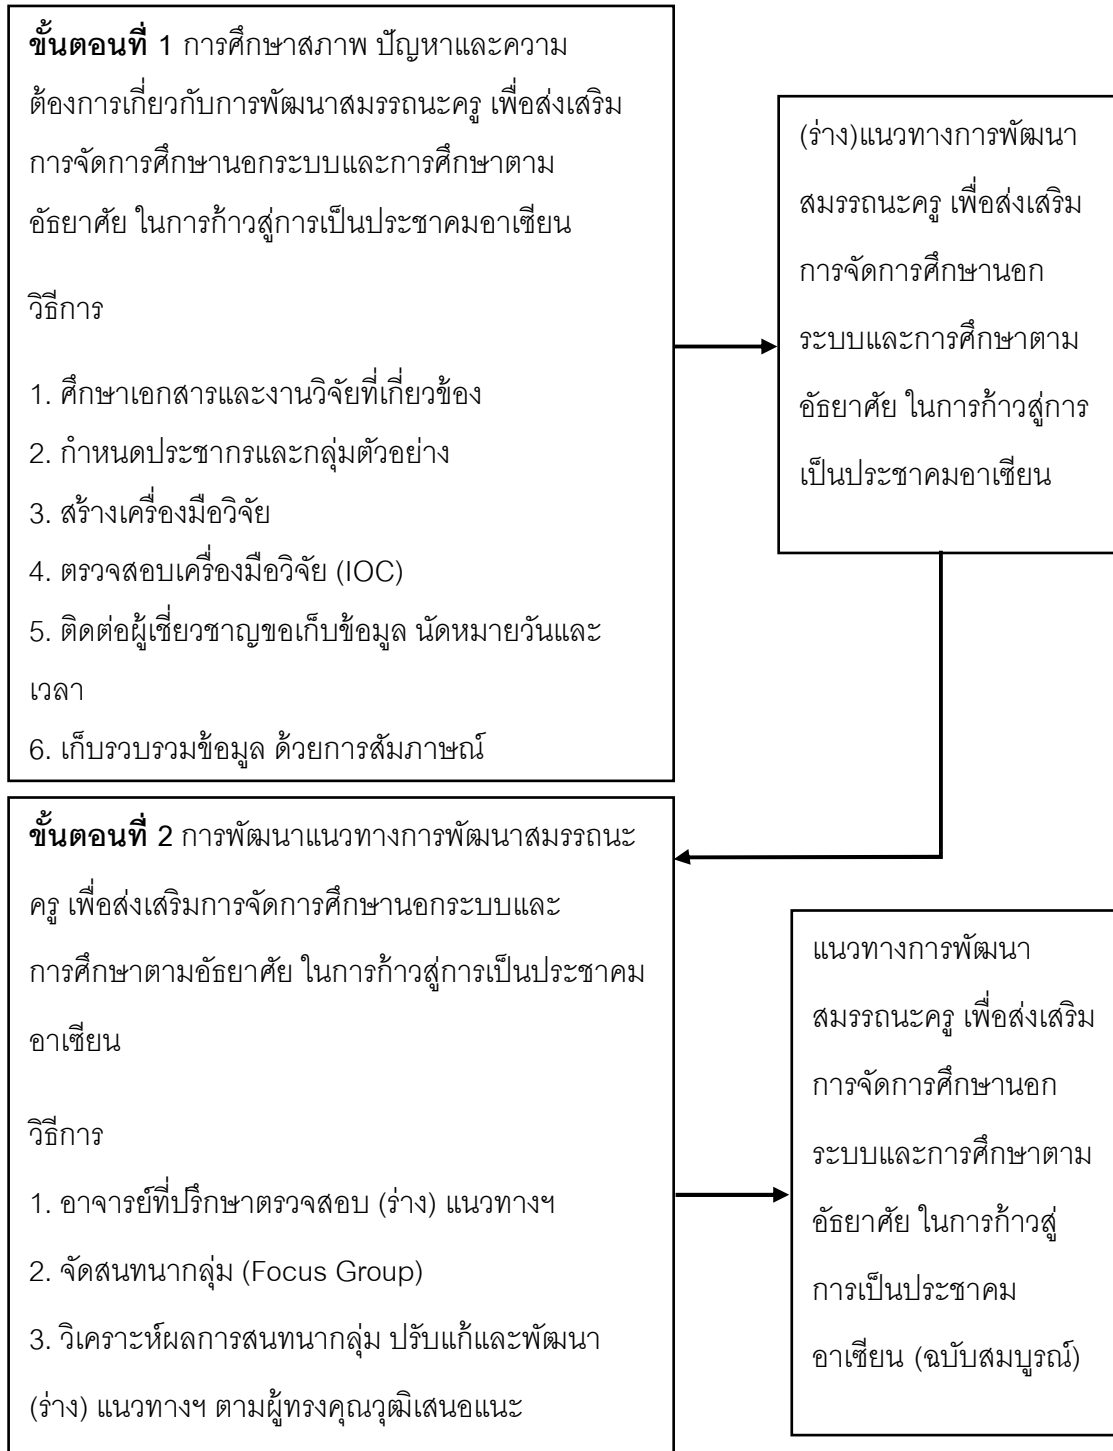 ขั้นตอนที่ 1 การศึกษาสภาพ ปัญหาและความ
ต้องการเกี่ยวกับการพัฒนาสมรรถนะครู เพื่อส่งเสริม
การจัดการศึกษานอกระบบและการศึกษาตาม
อัธยาศัย ในการก้าวสู่การเป็นประชาคมอาเซียน
วิธีการ
1. ศึกษาเอกสารและงานวิจัยที่เกี่ยวข้อง
2. กำหนดประชากรและกลุ่มตัวอย่าง
3. สร้างเครื่องมือวิจัย
4. ตรวจสอบเครื่องมือวิจัย (IOC)
5. ติดต่อผู้เชี่ยวชาญขอเก็บข้อมูล นัดหมายวันและ
เวลา
6. เก็บรวบรวมข้อมูล ด้วยการสัมภาษณ์
(ร่าง)แนวทางการพัฒนา
สมรรถนะครู เพื่อส่งเสริม
การจัดการศึกษานอก
ระบบและการศึกษาตาม
อัธยาศัย ในการก้าวสู่การ
เป็นประชาคมอาเซียน
ขั้นตอนที่ 2 การพัฒนาแนวทางการพัฒนาสมรรถนะ
ครู เพื่อส่งเสริมการจัดการศึกษานอกระบบและ
การศึกษาตามอัธยาศัย ในการก้าวสู่การเป็นประชาคม
อาเซียน
วิธีการ
1. อาจารย์ที่ปรึกษาตรวจสอบ (ร่าง) แนวทางฯ
2. จัดสนทนากลุ่ม (Focus Group)
3. วิเคราะห์ผลการสนทนากลุ่ม ปรับแก้และพัฒนา
(ร่าง) แนวทางฯ ตามผู้ทรงคุณวุฒิเสนอแนะ
แนวทางการพัฒนา
สมรรถนะครู เพื่อส่งเสริม
การจัดการศึกษานอก
ระบบและการศึกษาตาม
อัธยาศัย ในการก้าวสู่
การเป็นประชาคม
อาเซียน (ฉบับสมบูรณ์)